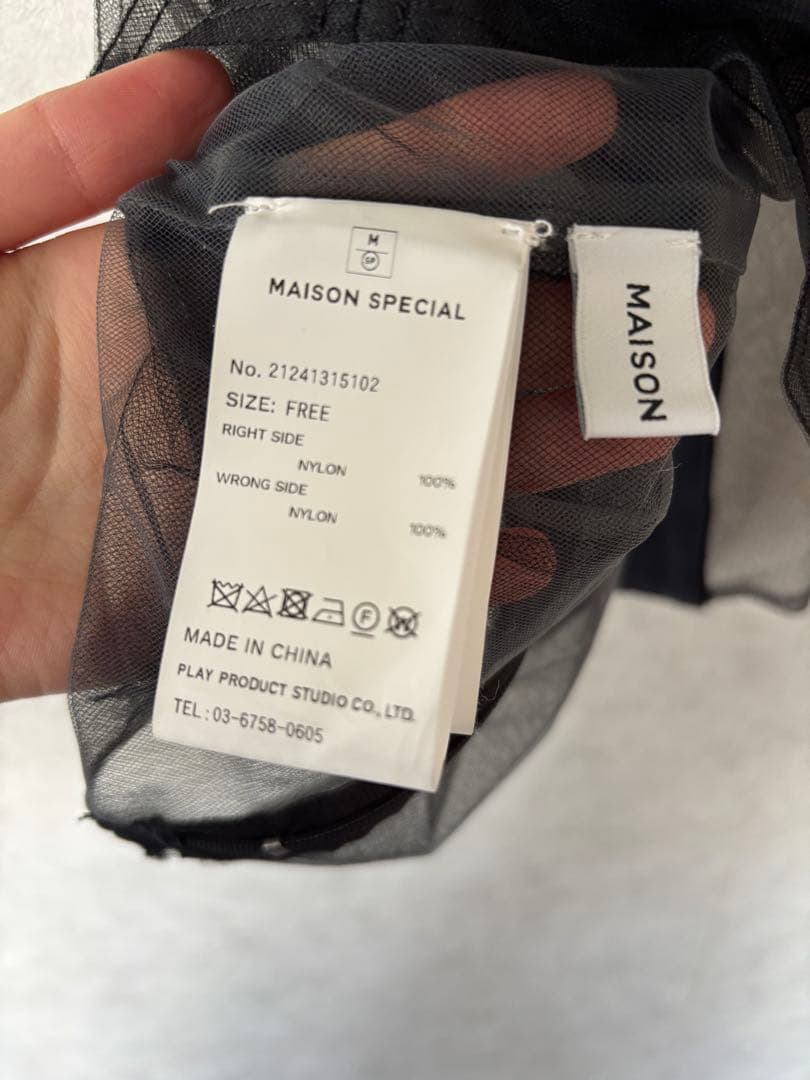 M
SP
MAISON SPECIAL
No. 21241315102
SIZE: FREE
RIGHT SIDE
NYLON 100%
WRONG SIDE
NYLON 100%
F
W
MADE IN CHINA
PLAY PRODUCT STUDIO CO., LTD.
TEL : 03-6758-0605
MAISON